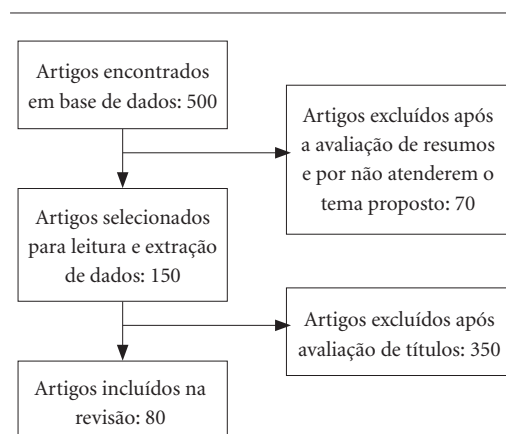 Artigos encontrados
em base de dados: 500
Artigos excluídos após
a avaliação de resumos
e por não atenderem o
tema proposto: 70
Artigos selecionados
para leitura e extração
de dados: 150
Artigos excluídos após
avaliação de títulos: 350
Artigos incluídos na
revisão: 80